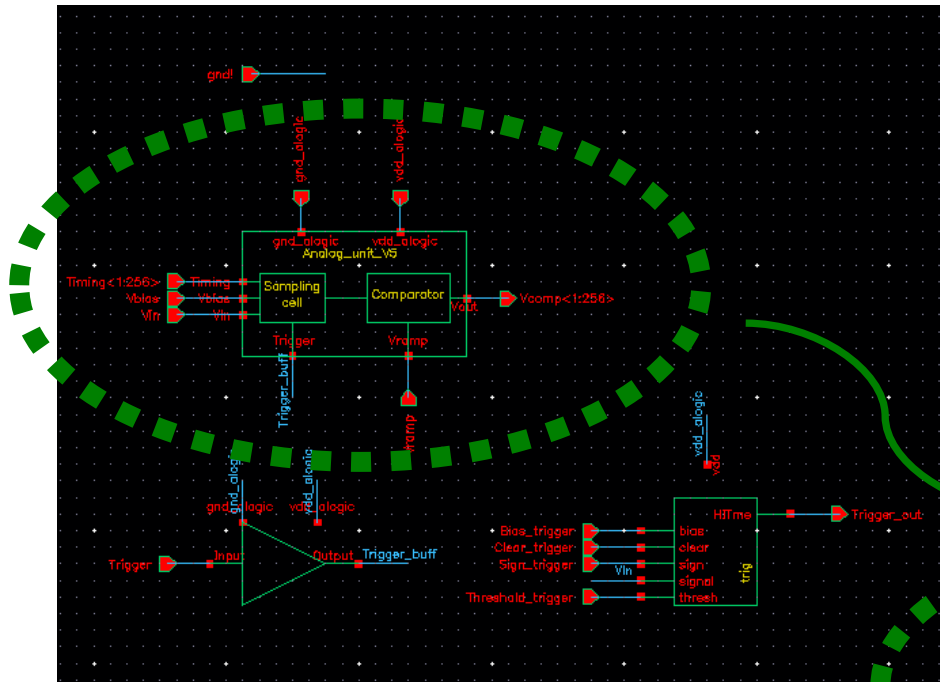 gnd!
gnd_alogic
vdd_alogic
gnd_alogic
vdd_alogic
Analog_unit_V5
Timing<1:256>
Timing
Vbias
Vbias
Vin
Vin
Sampling
cell
Comparator
Vout
Vcomp<1:256>
Trigger
Vramp
Trigger_buff
Vramp
vdd_alogic
vdd
gnd_alogic
vdd_alogic
gnd_alogic
vdd_alogic
Trigger
Input
Output
Trigger_buff
HITme
Trigger_out
Bias_trigger
bias
Clear_trigger
clear
Sign_trigger
sign
Vin
signal
Threshold_trigger
thresh
trig